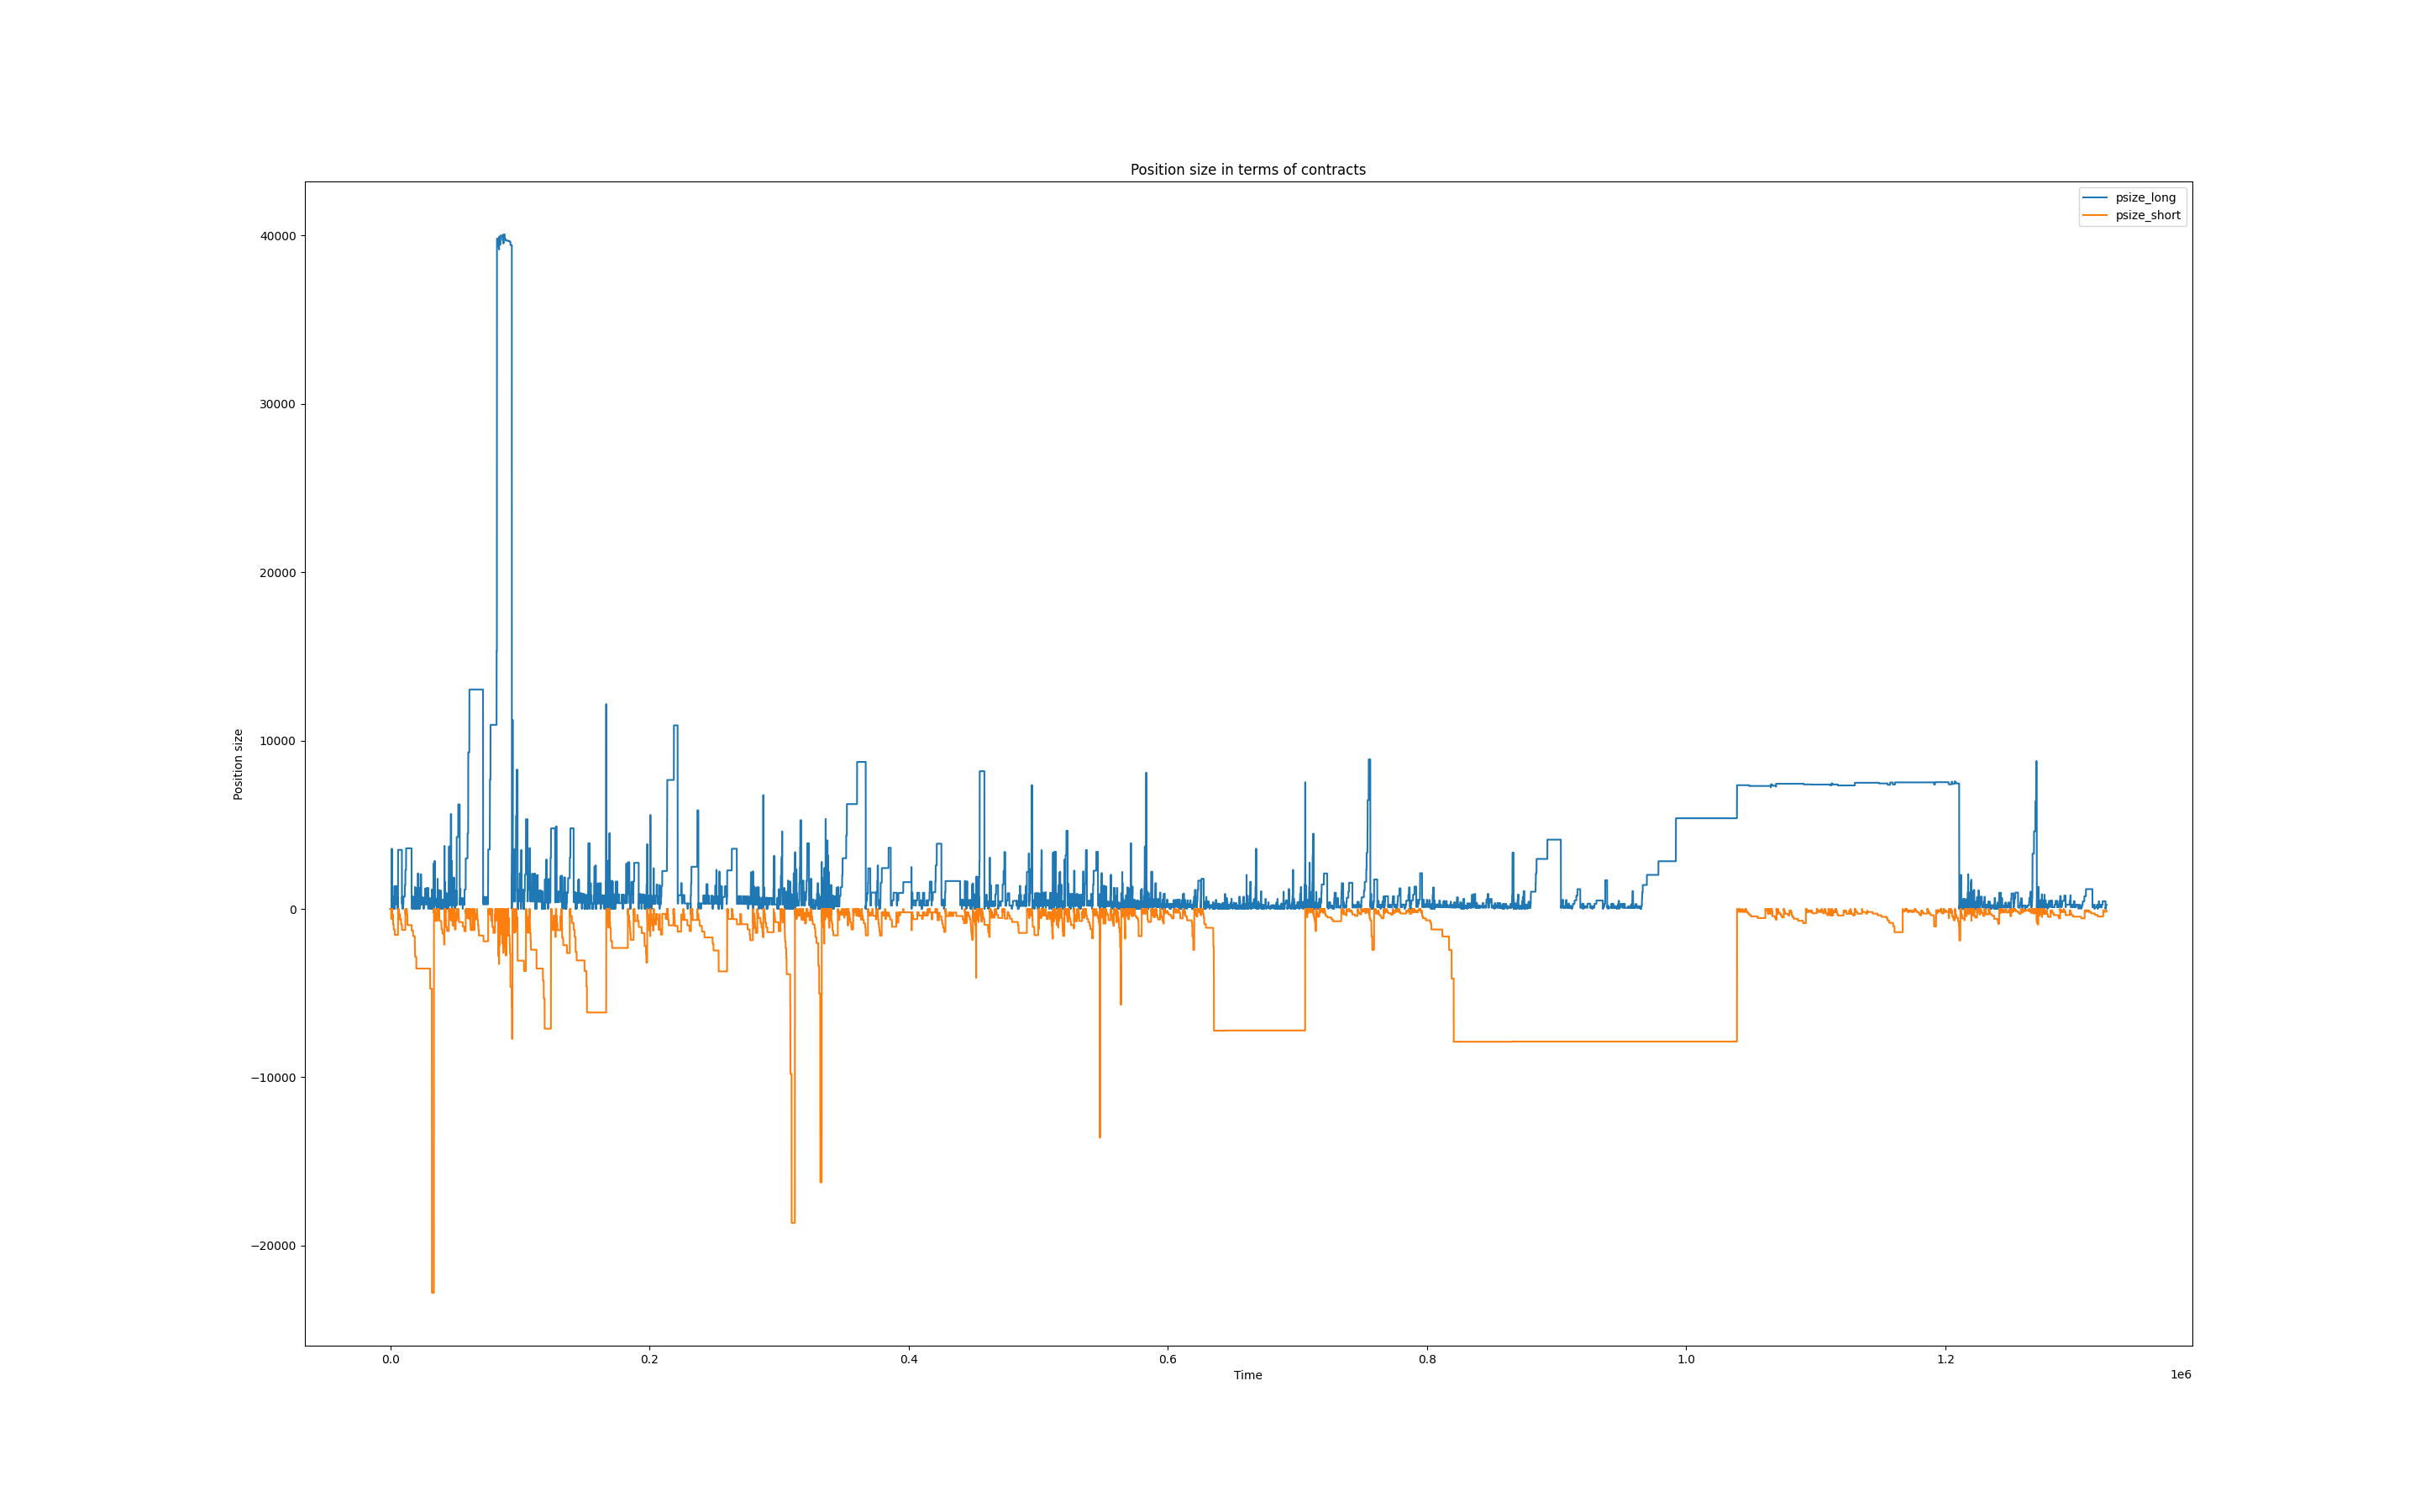 Position size in terms of contracts
psize_long
psize_short
40000
30000
20000
10000
0
−10000
−20000
Position size
0.0
0.2
0.4
0.6
0.8
1.0
1.2
Time
1e6